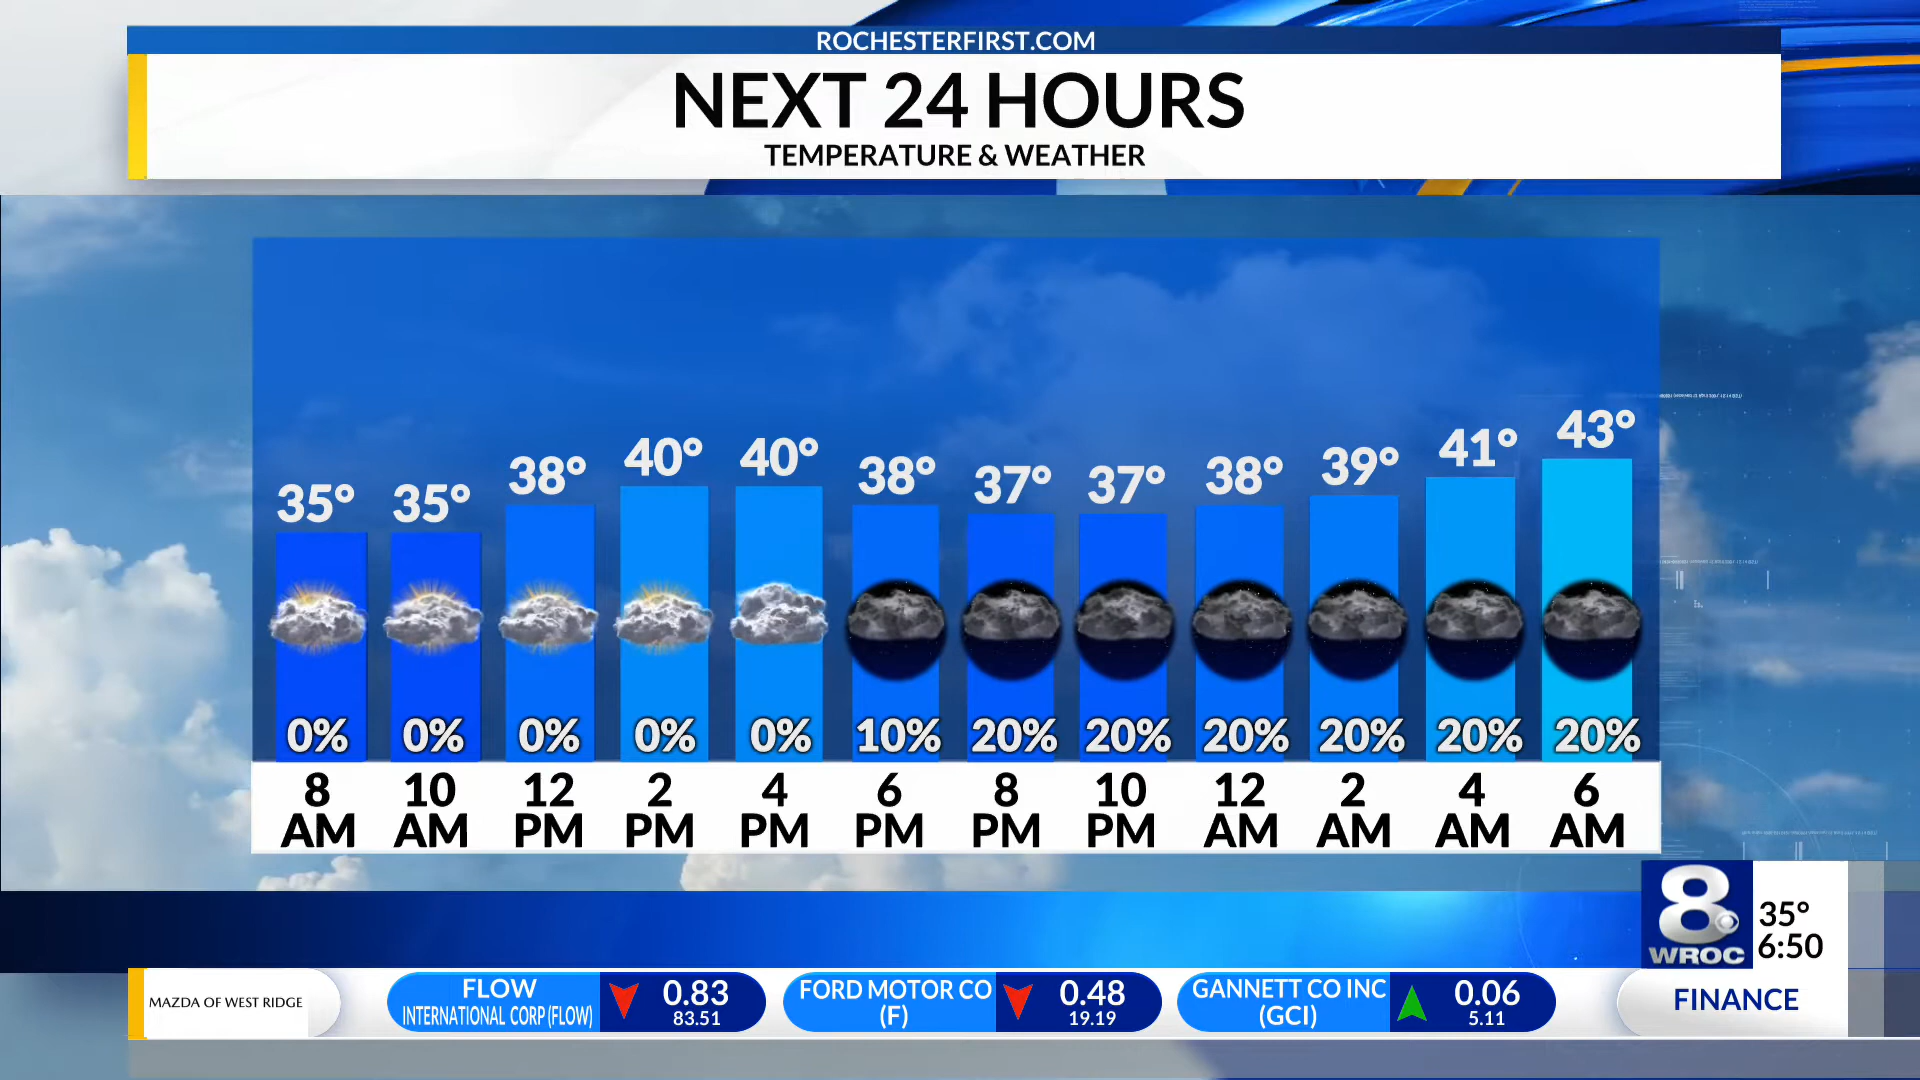 ROCHESTERFIRST.COM
NEXT 24 HOURS
TEMPERATURE & WEATHER
35° 35° 38° 40° 40° 38° 37° 37° 38° 39° 41° 43°
0% 0% 0% 0% 0% 10% 20% 20% 20% 20% 20% 20%
8 10 12 2 4 6 8 10 12 2 4 6
AM AM PM PM PM PM PM PM AM AM AM AM
8
WROC
35°
6:50
MAZDA OF WEST RIDGE
FLOW
INTERNATIONAL CORP (FLOW)
0.83
83.51
FORD MOTOR CO
(F)
0.48
19.19
GANNETT CO INC
(GCI)
0.06
5.11
FINANCE